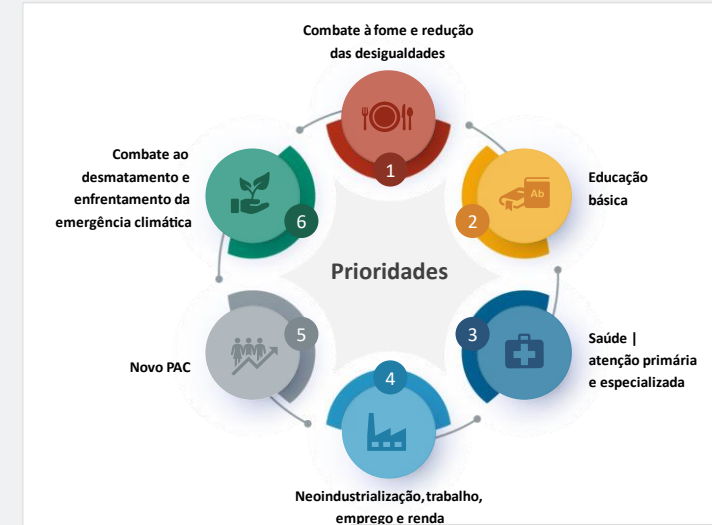 Combate à fome e redução
das desigualdades
1
Educação
básica
Ab
2
Saúde |
atenção primária
e especializada
3
4
Neoindustrialização, trabalho,
emprego e renda
Novo PAC
5
Combate ao
desmatamento e
enfrentamento da
emergência climática
6
Prioridades